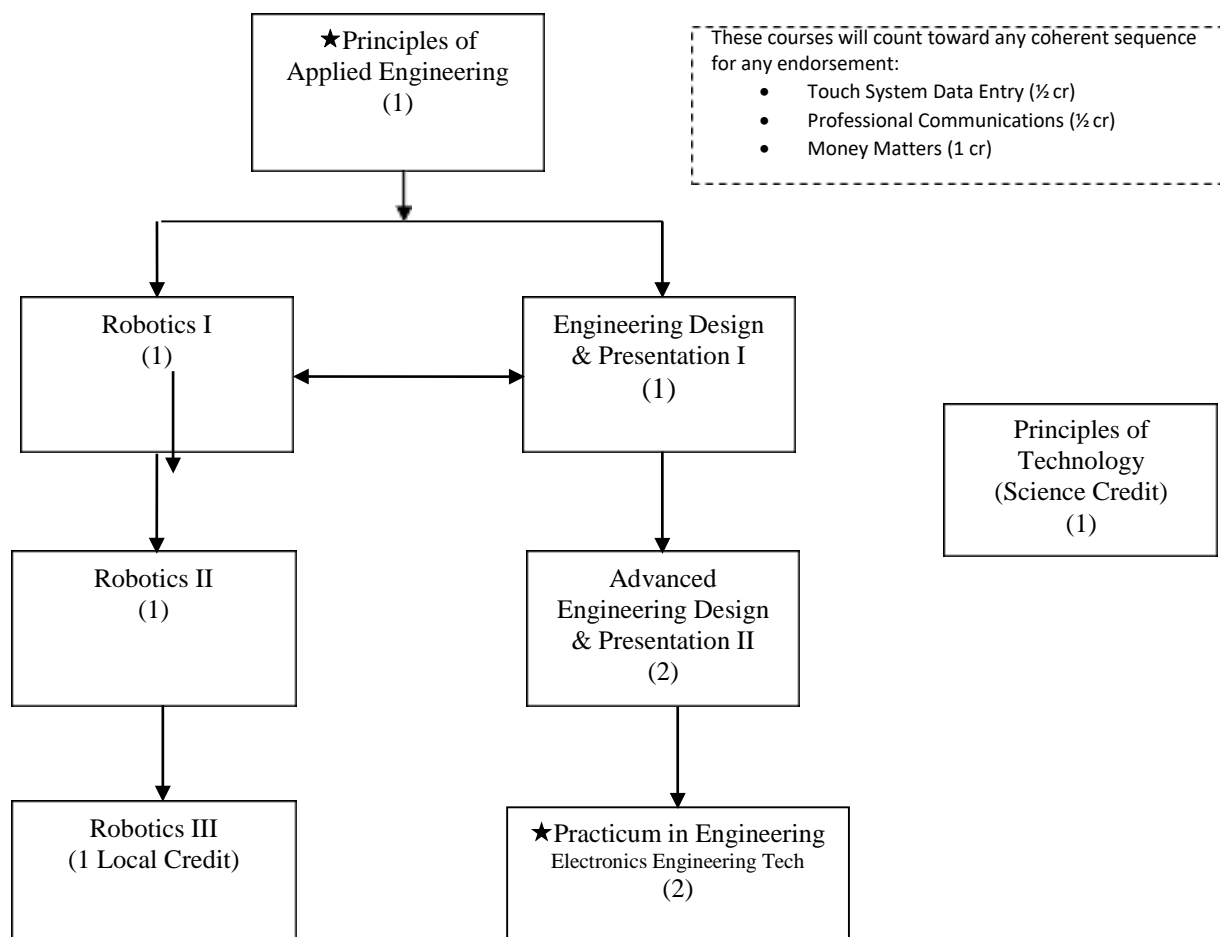 ★Principles of
Applied Engineering
(1)
These courses will count toward any coherent sequence
for any endorsement:
• Touch System Data Entry (½ cr)
• Professional Communications (½ cr)
• Money Matters (1 cr)
Robotics I
(1)
Engineering Design
& Presentation I
(1)
Principles of
Technology
(Science Credit)
(1)
Robotics II
(1)
Advanced
Engineering Design
& Presentation II
(2)
Robotics III
(1 Local Credit)
★Practicum in Engineering
Electronics Engineering Tech
(2)